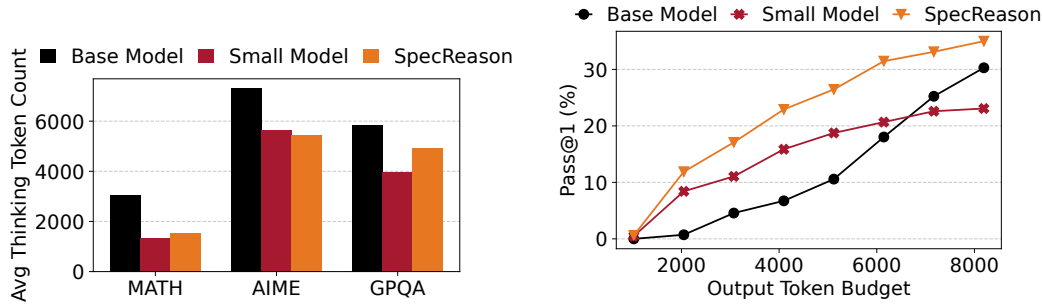 Base Model Small Model SpecReason
Avg Thinking Token Count
6000
4000
2000
0
MATH AIME GPQA
Base Model Small Model SpecReason
Pass@1 (%)
30
20
10
0
2000 4000 6000 8000
Output Token Budget